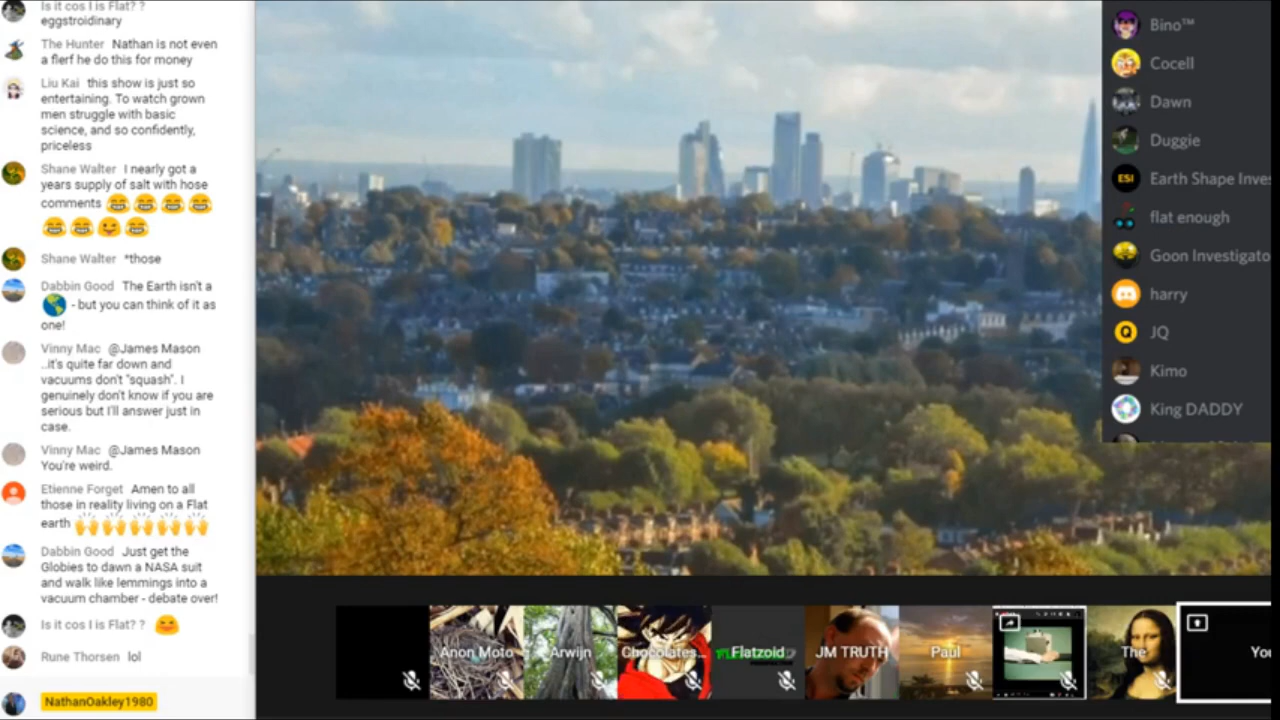 Is it cos I is Flat? ?
eggstroidinary
The Hunter Nathan is not even
a flerf he do this for money
Liu Kai this show is just so
entertaining. To watch grown
men struggle with basic
science, and so confidently,
priceless
Shane Walter I nearly got a
years supply of salt with hose
comments
Shane Walter *those
Dabbin Good The Earth isn't a
- but you can think of it as
one!
Vinny Mac @James Mason
..it's quite far down and
vacuums don't "squash". I
genuinely don't know if you are
serious but I'll answer just in
case.
Vinny Mac @James Mason
You're weird.
Etienne Forget Amen to all
those in reality living on a Flat
earth
Dabbin Good Just get the
Globies to dawn a NASA suit
and walk like lemmings into a
vacuum chamber - debate over!
Is it cos I is Flat? ?
Rune Thorsen lol
NathanOakley1980
Bino™
Cocell
Dawn
Duggie
ESI Earth Shape Inves
flat enough
Goon Investigato
harry
Q JQ
Kimo
King DADDY
Anon Moto
Arwijn
Chocolates...
Flatzoid
JM TRUTH
Paul
The
You